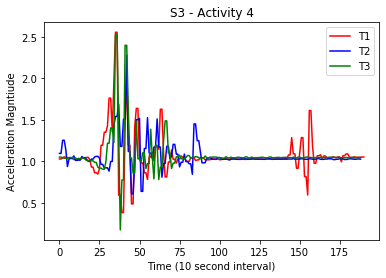 S3 - Activity 4
T1
T2
T3
Acceleration Magntiude
2.5
2.0
1.5
1.0
0.5
0
25
50
75
100
125
150
175
Time (10 second interval)